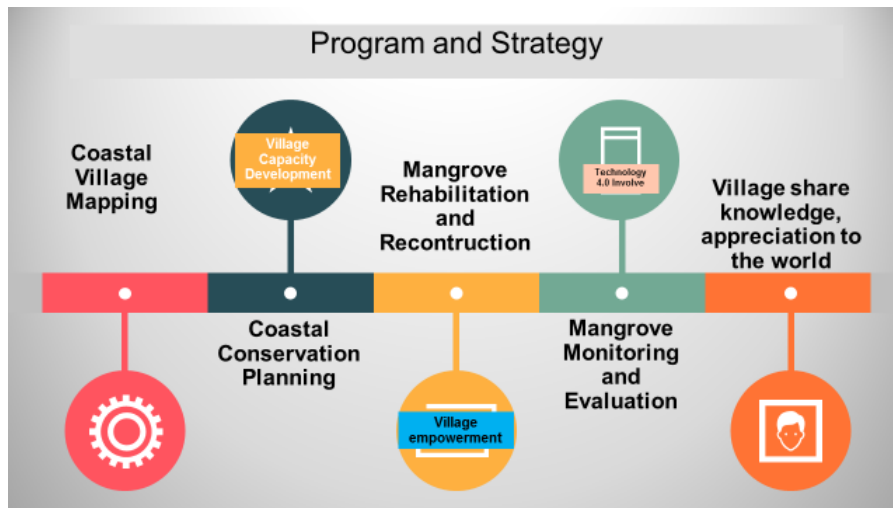 Program and Strategy
Coastal
Village
Mapping
Village
Capacity
Development
Coastal
Conservation
Planning
Mangrove
Rehabilitation
and
Recontruction
Village
empowerment
Technology
4.0 Involve
Mangrove
Monitoring
and
Evaluation
Village share
knowledge,
appreciation to
the world